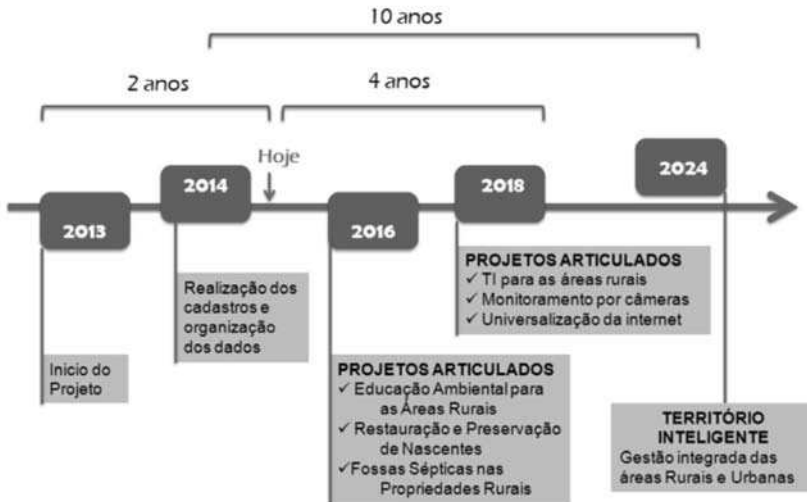 10 anos
2 anos
4 anos
Hoje
2013
2014
2016
2018
2024
Inicio do
Projeto
Realização dos
cadastros e
organização
dos dados
PROJETOS ARTICULADOS
✓ Educação Ambiental para
as Áreas Rurais
✓ Restauração e Preservação
de Nascentes
✓ Fossas Sépticas nas
Propriedades Rurais
PROJETOS ARTICULADOS
✓ TI para as áreas rurais
✓ Monitoramento por câmeras
✓ Universalização da internet
TERRITÓRIO
INTELIGENTE
Gestão integrada das
áreas Rurais e Urbanas